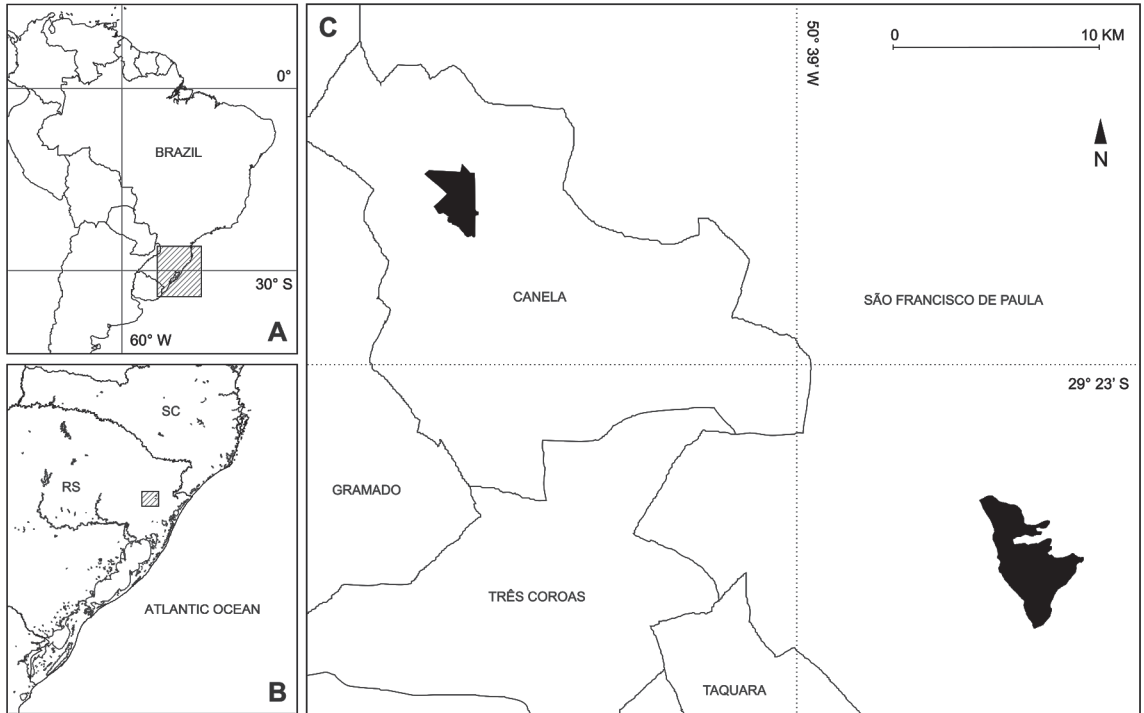 0°
BRAZIL
30° S
60° W
A
SC
RS
ATLANTIC OCEAN
B
C
50° 39' W
0
10 KM
N
CANELA
SÃO FRANCISCO DE PAULA
29° 23' S
GRAMADO
TRÊS COROAS
TAQUARA